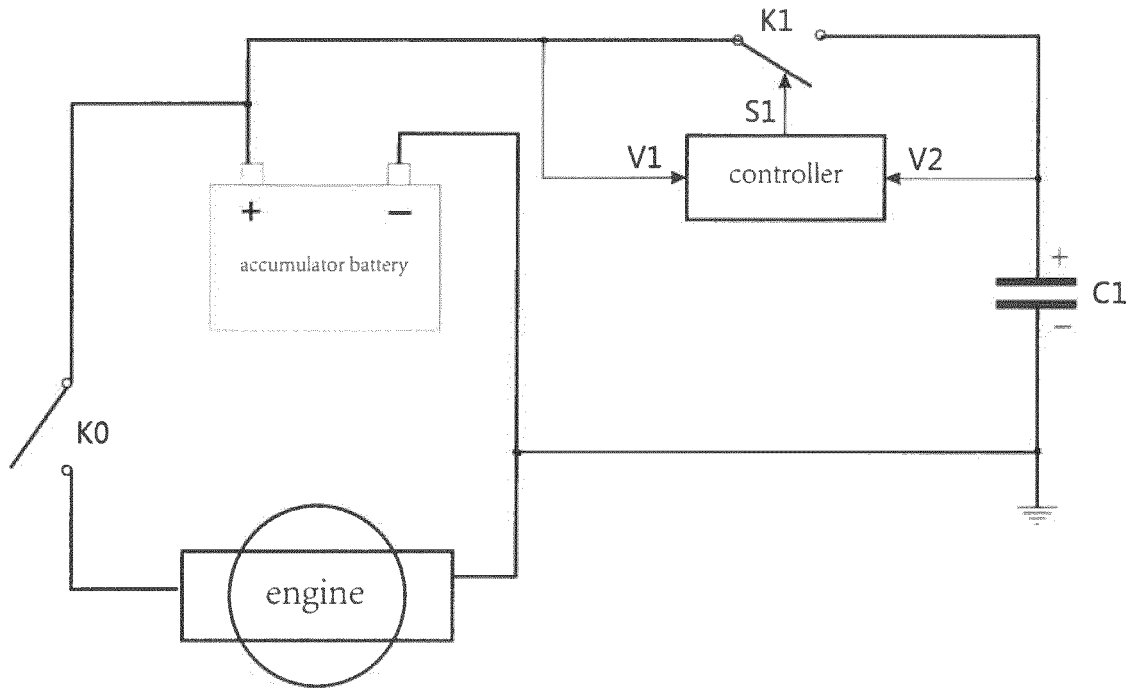 K1
S1
V1
controller
V2
+
−
accumulator battery
+
C1
−
K0
engine